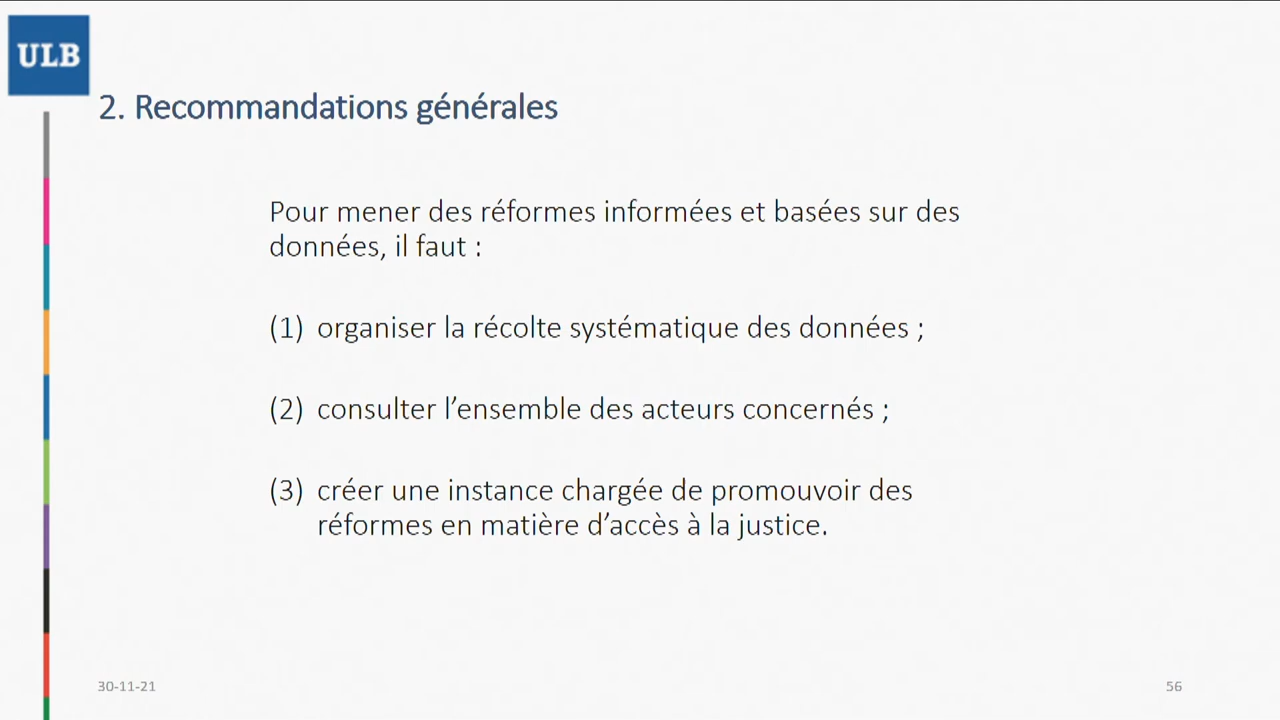 ULB
2. Recommandations générales
Pour mener des réformes informées et basées sur des
données, il faut :
(1) organiser la récolte systématique des données ;
(2) consulter l’ensemble des acteurs concernés ;
(3) créer une instance chargée de promouvoir des
réformes en matière d’accès à la justice.
30-11-21
56